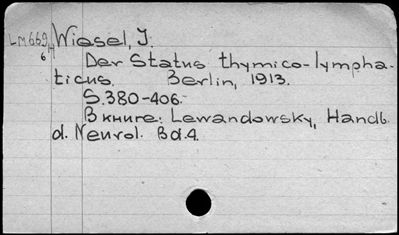 LM669 Wiesel, J.
6 Der Status thymico-lympha-
ticus. Berlin, 1913.
S.380-406.
В книге: Lewandowsky, Handb.
d. Neurol. Bd.4.